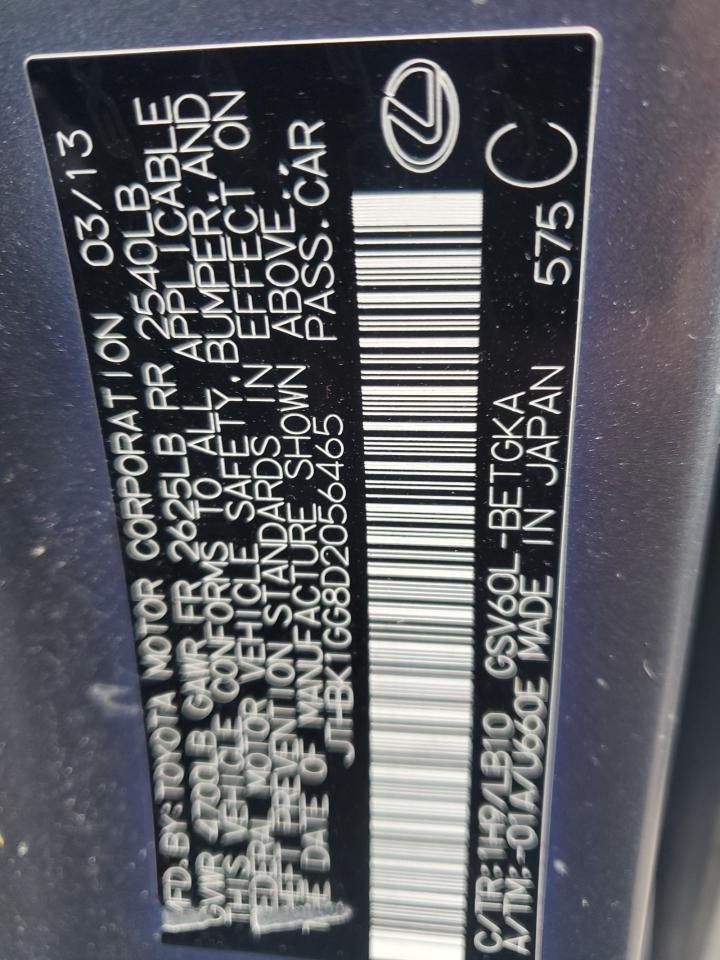 MFD.BY:TOYOTA MOTOR CORPORATION 03/13
GVWR 4700LB GAWR FR 2625LB RR 2540LB
THIS VEHICLE CONFORMS TO ALL APPLICABLE
FEDERAL MOTOR VEHICLE SAFETY, BUMPER, AND
THEFT PREVENTION STANDARDS IN EFFECT ON
THE DATE OF MANUFACTURE SHOWN ABOVE.
JTHBK1GG8D2056465 PASS.CAR
C/TR:1H9/LB10 GSV60L-BETGKA 575 C
A/TM:-01A/U660E MADE IN JAPAN